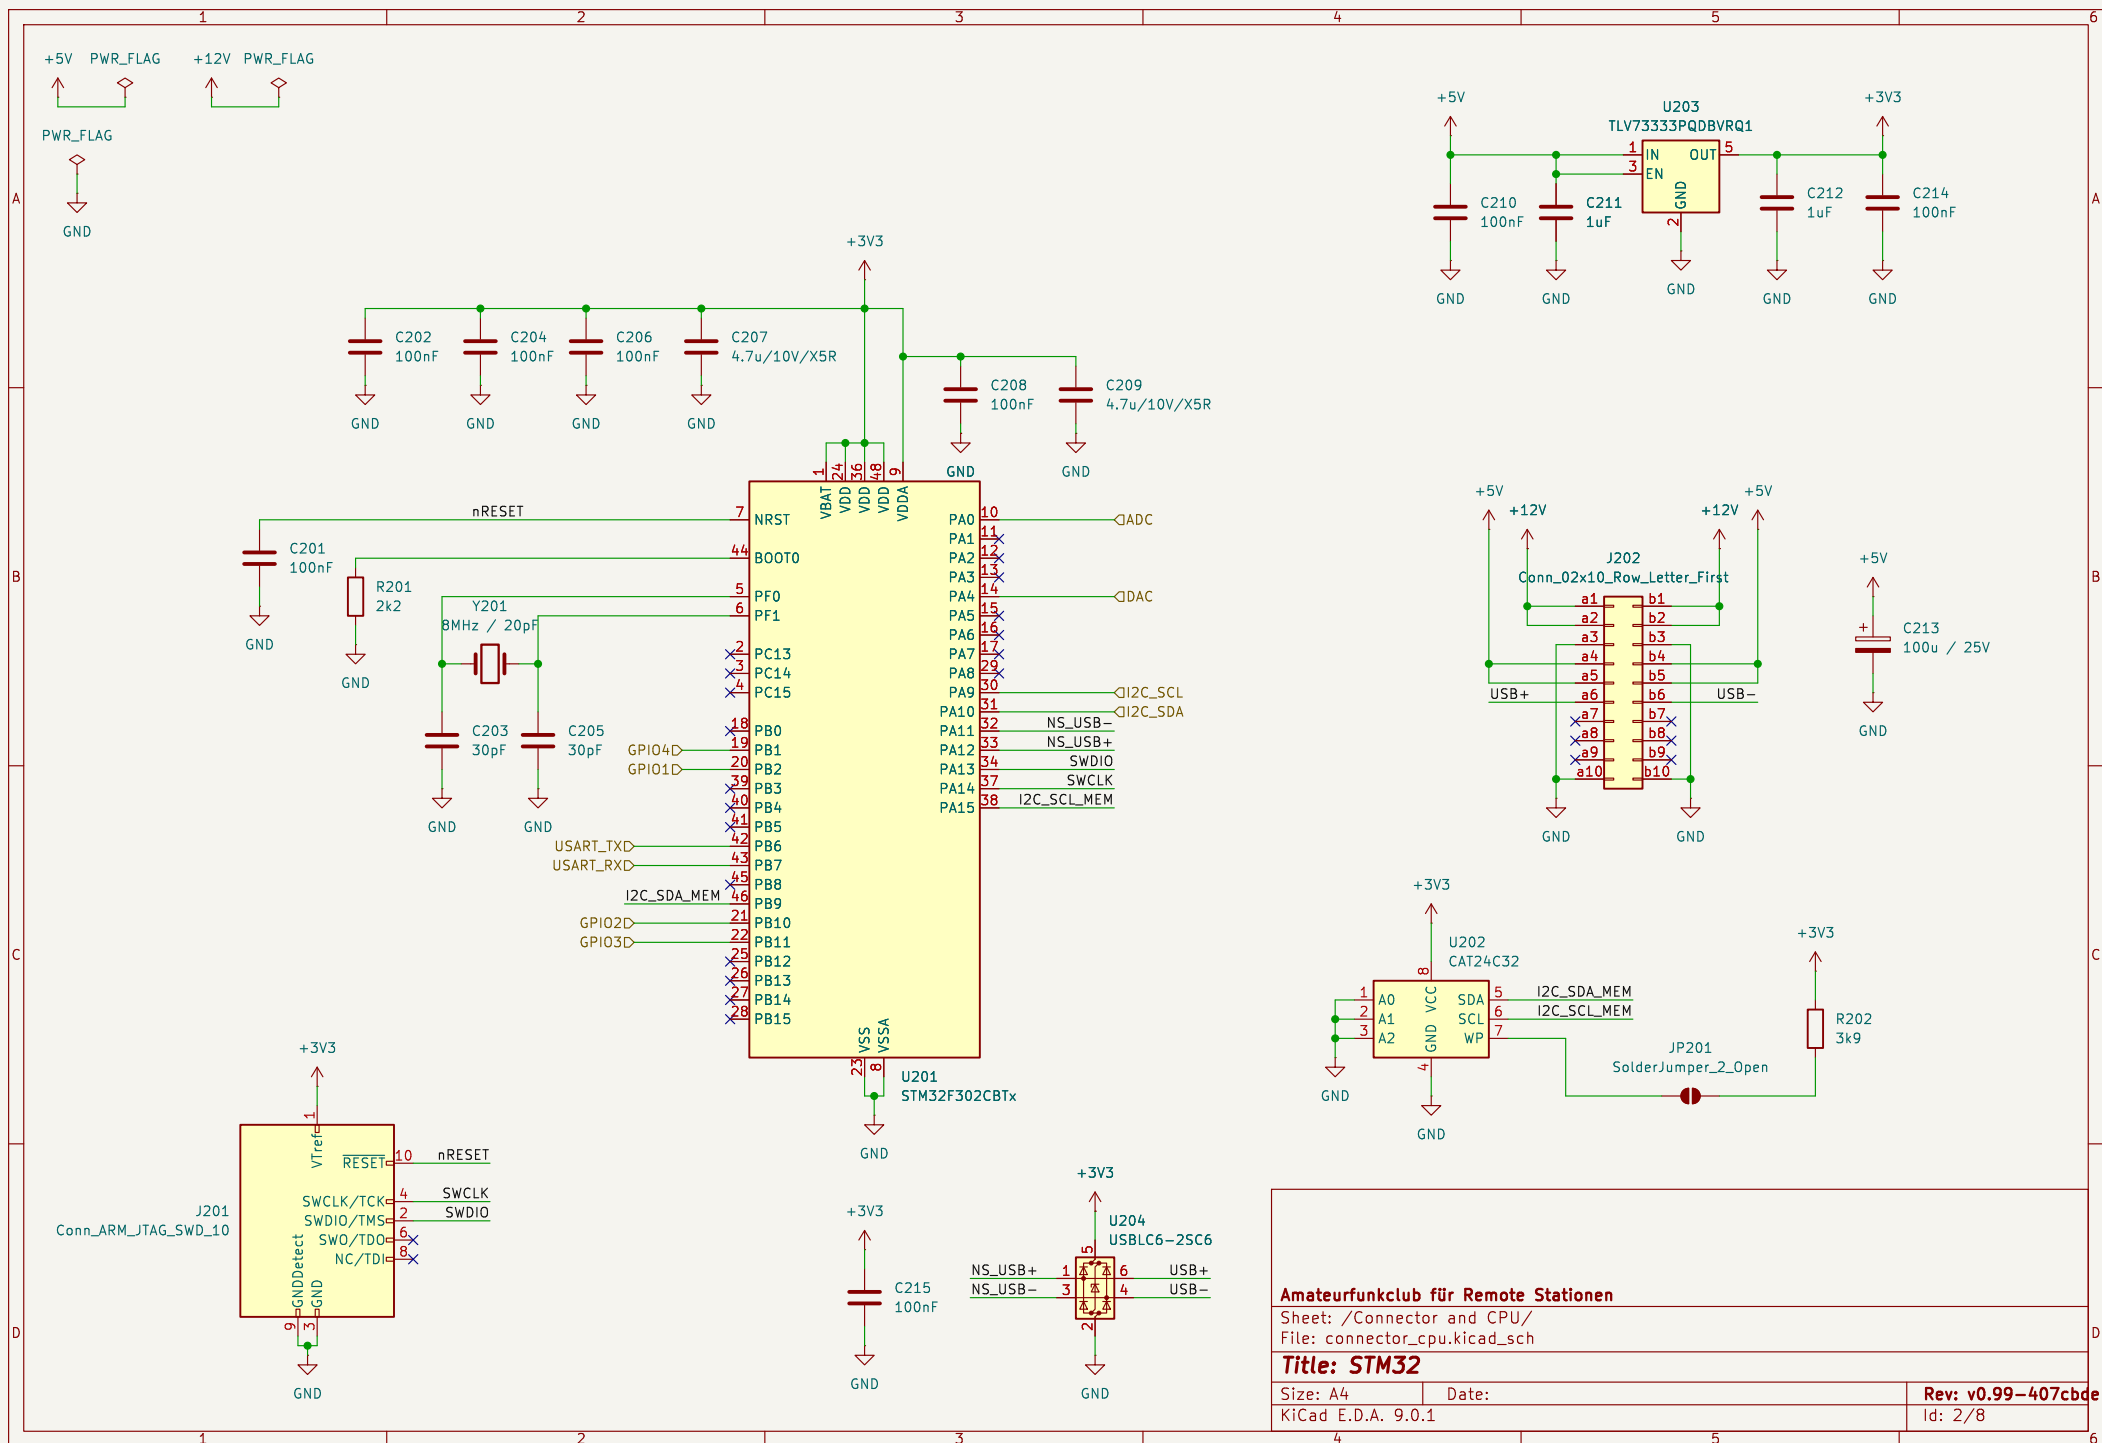 1 2 3 4 5 6
A
B
C
D
A
B
C
D
1 2 3 4 5 6
+5V PWR_FLAG
+12V PWR_FLAG
PWR_FLAG
GND
+5V
U203
TLV73333PQDBVRQ1
+3V3
1 IN
3 EN
OUT 5
GND
2
C210
100nF
C211
1uF
C212
1uF
C214
100nF
GND
GND
GND
GND
GND
+3V3
C202
100nF
C204
100nF
C206
100nF
C207
4.7u/10V/X5R
C208
100nF
C209
4.7u/10V/X5R
GND
GND
GND
GND
GND
GND
1 VBAT
24 VDD
36 VDD
48 VDD
9 VDDA
nRESET
7 NRST
44 BOOT0
5 PF0
6 PF1
2 PC13
3 PC14
4 PC15
18 PB0
GPIO4 19 PB1
GPIO1 20 PB2
39 PB3
40 PB4
41 PB5
USART_TX 42 PB6
USART_RX 43 PB7
45 PB8
I2C_SDA_MEM 46 PB9
GPIO2 21 PB10
GPIO3 22 PB11
25 PB12
26 PB13
27 PB14
28 PB15
PA0 10 ADC
PA1 11
PA2 12
PA3 13
PA4 14 DAC
PA5 15
PA6 16
PA7 17
PA8 29
PA9 30 I2C_SCL
PA10 31 I2C_SDA
PA11 32 NS_USB-
PA12 33 NS_USB+
PA13 34 SWDIO
PA14 37 SWCLK
PA15 38 I2C_SCL_MEM
VSS 23
VSSA 8
U201
STM32F302CBTx
GND
C201
100nF
GND
R201
2k2
GND
Y201
8MHz / 20pF
C203
30pF
C205
30pF
GND
GND
+5V
+12V
+12V
+5V
J202
Conn_02x10_Row_Letter_First
a1 b1
a2 b2
a3 b3
a4 b4
a5 b5
USB+ a6 b6 USB-
a7 b7
a8 b8
a9 b9
a10 b10
GND
GND
+5V
+
C213
100u / 25V
GND
+3V3
U202
CAT24C32
8 VCC
1 A0
2 A1
3 A2
SDA 5 I2C_SDA_MEM
SCL 6 I2C_SCL_MEM
WP 7
GND 4
GND
GND
+3V3
R202
3k9
JP201
SolderJumper_2_Open
+3V3
1 VTref
RESET 10 nRESET
SWCLK/TCK 4 SWCLK
SWDIO/TMS 2 SWDIO
SWO/TDO 6
NC/TDI 8
GNDDetect 9
GND 3
J201
Conn_ARM_JTAG_SWD_10
GND
+3V3
C215
100nF
GND
+3V3
U204
USBLC6-2SC6
5
NS_USB+ 1 6 USB+
NS_USB- 3 4 USB-
2
GND
Amateurfunkclub für Remote Stationen
Sheet: /Connector and CPU/
File: connector_cpu.kicad_sch
Title: STM32
Size: A4 Date: Rev: v0.99-407cbde
KiCad E.D.A. 9.0.1 Id: 2/8